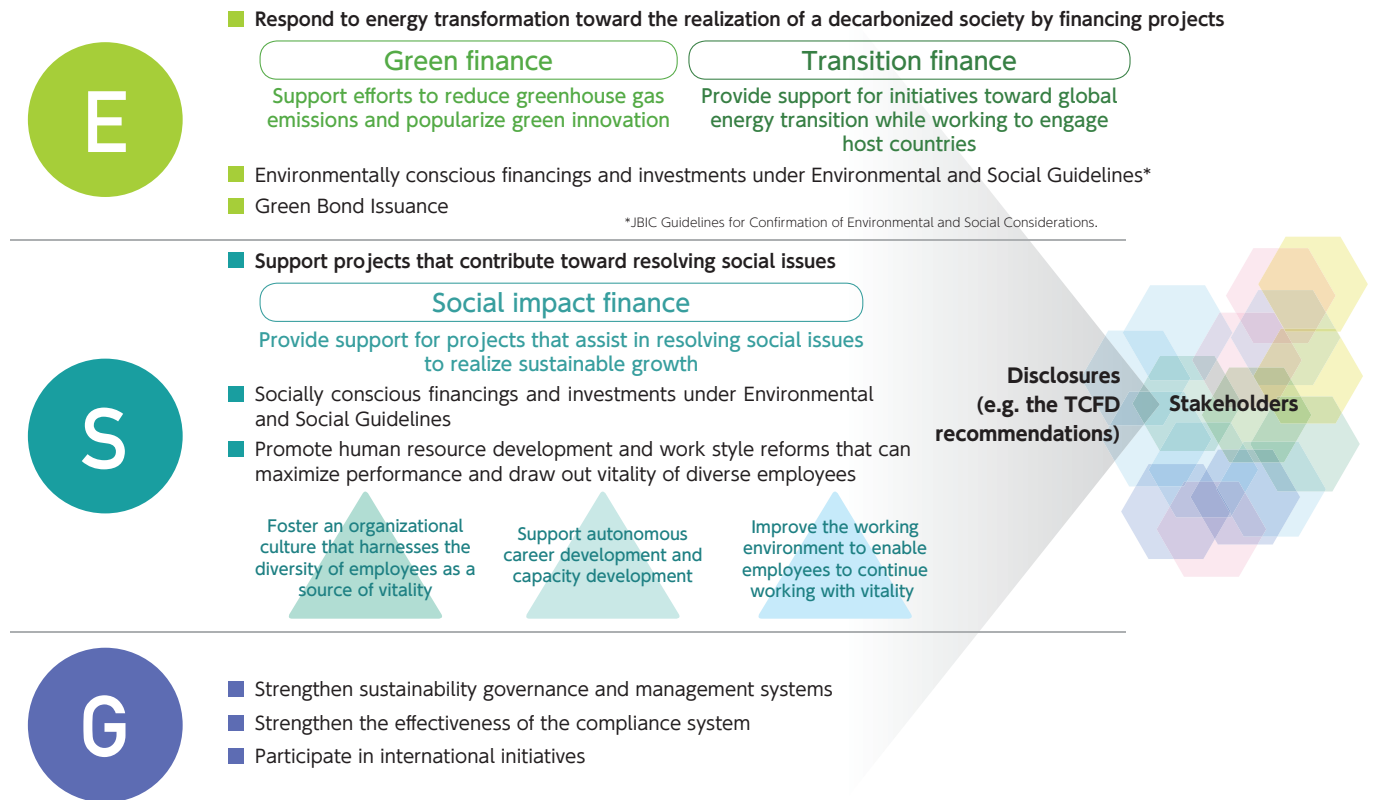 E
■ Respond to energy transformation toward the realization of a decarbonized society by financing projects
Green finance
Support efforts to reduce greenhouse gas
emissions and popularize green innovation
Transition finance
Provide support for initiatives toward global
energy transition while working to engage
host countries
■ Environmentally conscious financings and investments under Environmental and Social Guidelines*
■ Green Bond Issuance
*JBIC Guidelines for Confirmation of Environmental and Social Considerations.
S
■ Support projects that contribute toward resolving social issues
Social impact finance
Provide support for projects that assist in resolving social issues
to realize sustainable growth
■ Socially conscious financings and investments under Environmental
and Social Guidelines
■ Promote human resource development and work style reforms that can
maximize performance and draw out vitality of diverse employees
Foster an organizational
culture that harnesses the
diversity of employees as a
source of vitality
Support autonomous
career development and
capacity development
Improve the working
environment to enable
employees to continue
working with vitality
G
■ Strengthen sustainability governance and management systems
■ Strengthen the effectiveness of the compliance system
■ Participate in international initiatives
Disclosures
(e.g. the TCFD
recommendations)
Stakeholders